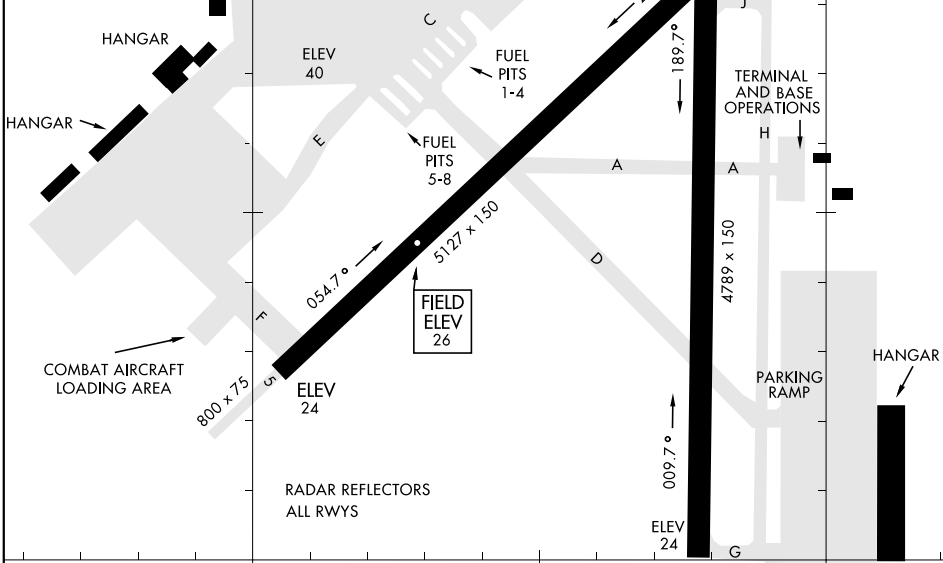 C
J
HANGAR
ELEV
40
FUEL
PITS
1-4
189.7°
TERMINAL
AND BASE
OPERATIONS
HANGAR
E
FUEL
PITS
5-8
H
A
A
5127 x 150
D
4789 x 150
054.7°
FIELD
ELEV
26
F
COMBAT AIRCRAFT
LOADING AREA
5
800 x 75
ELEV
24
PARKING
RAMP
HANGAR
009.7°
RADAR REFLECTORS
ALL RWYS
ELEV
24
G